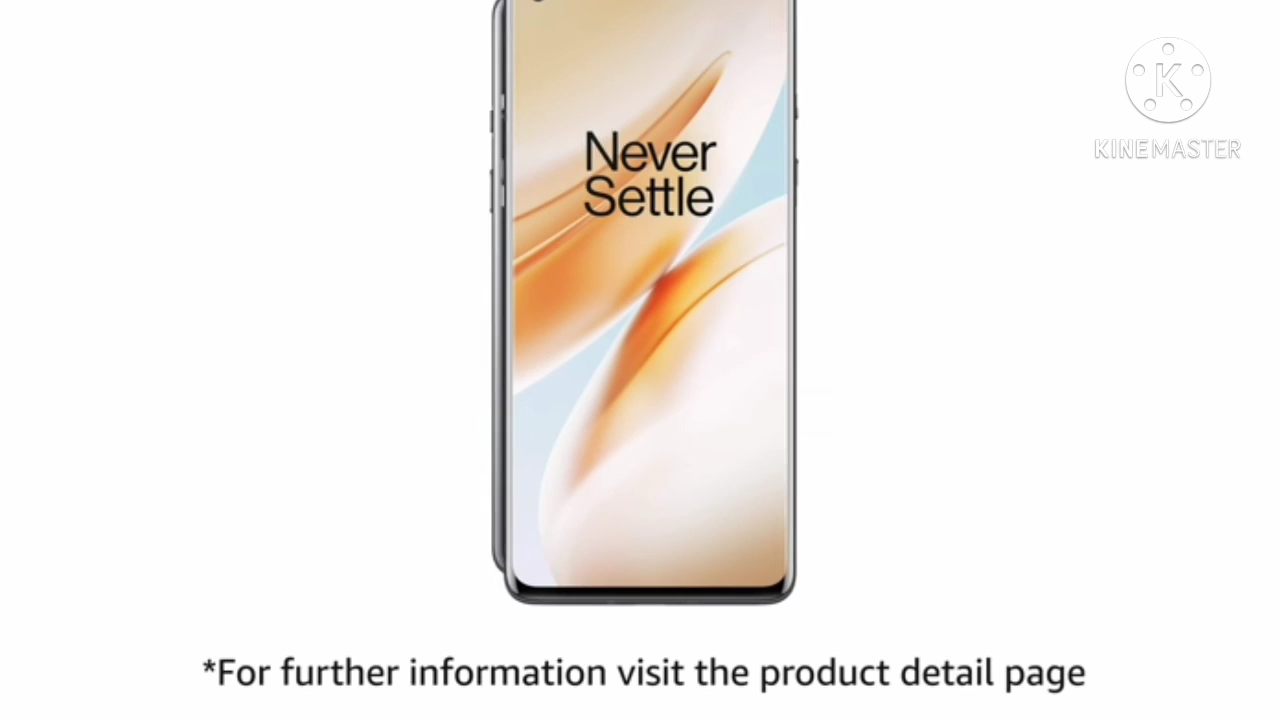 Never
Settle
K
KINEMASTER
*For further information visit the product detail page